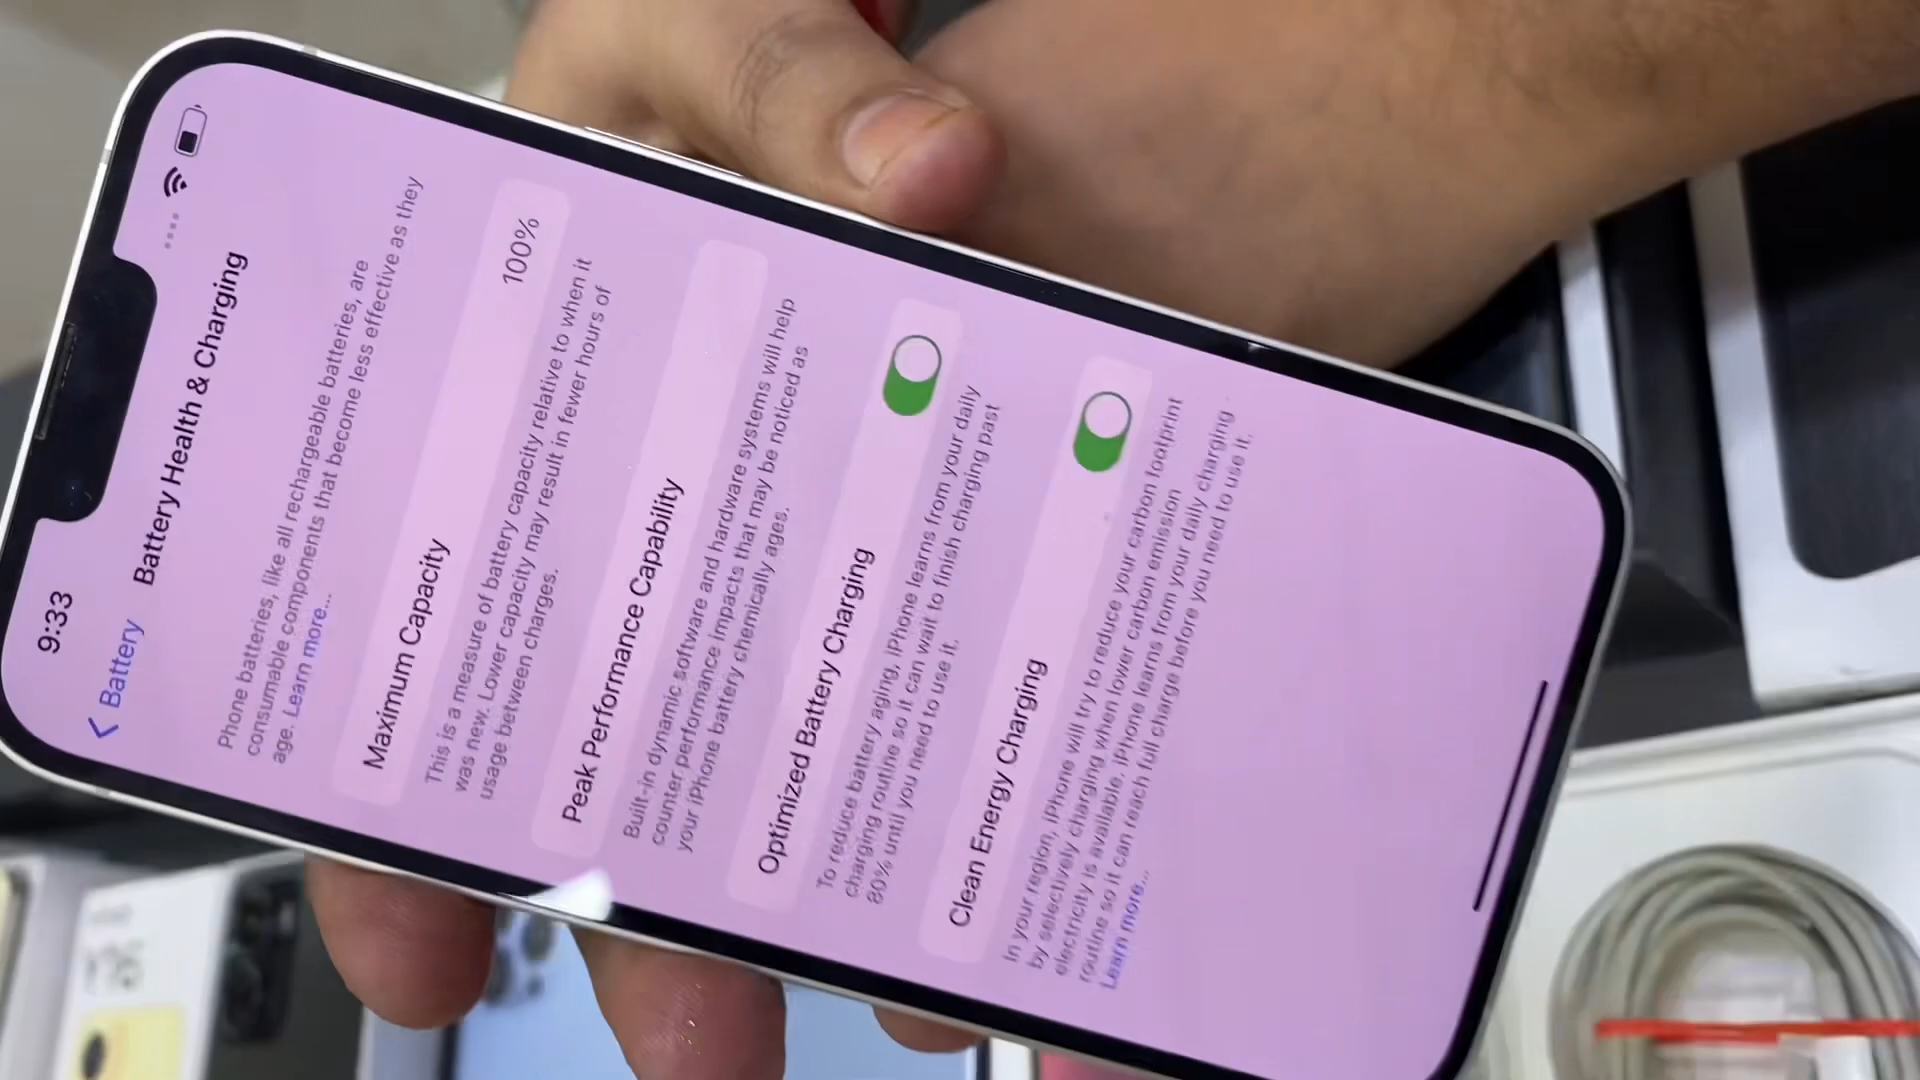 9:33
Battery
Battery Health & Charging
Phone batteries, like all rechargeable batteries, are
consumable components that become less effective as they
age. Learn more...
Maximum Capacity
100%
This is a measure of battery capacity relative to when it
was new. Lower capacity may result in fewer hours of
usage between charges.
Peak Performance Capability
Built-in dynamic software and hardware systems will help
counter performance impacts that may be noticed as
your iPhone battery chemically ages.
Optimized Battery Charging
To reduce battery aging, iPhone learns from your daily
charging routine so it can wait to finish charging past
80% until you need to use it.
Clean Energy Charging
In your region, iPhone will try to reduce your carbon footprint
by selectively charging when lower carbon emission
electricity is available. iPhone learns from your daily charging
routine so it can reach full charge before you need to use it.
Learn more...